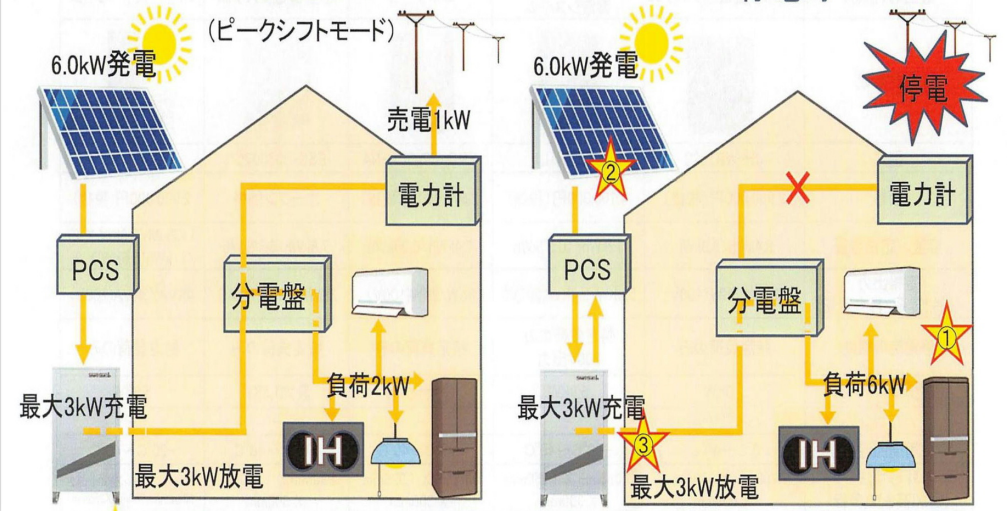 (ピークシフトモード)
6.0kW発電
売電1kW
電力計
PCS
分電盤
最大3kW充電
負荷2kW
IH
最大3kW放電
6.0kW発電
停電
②
電力計
PCS
分電盤
①
最大3kW充電
負荷6kW
③
IH
最大3kW放電